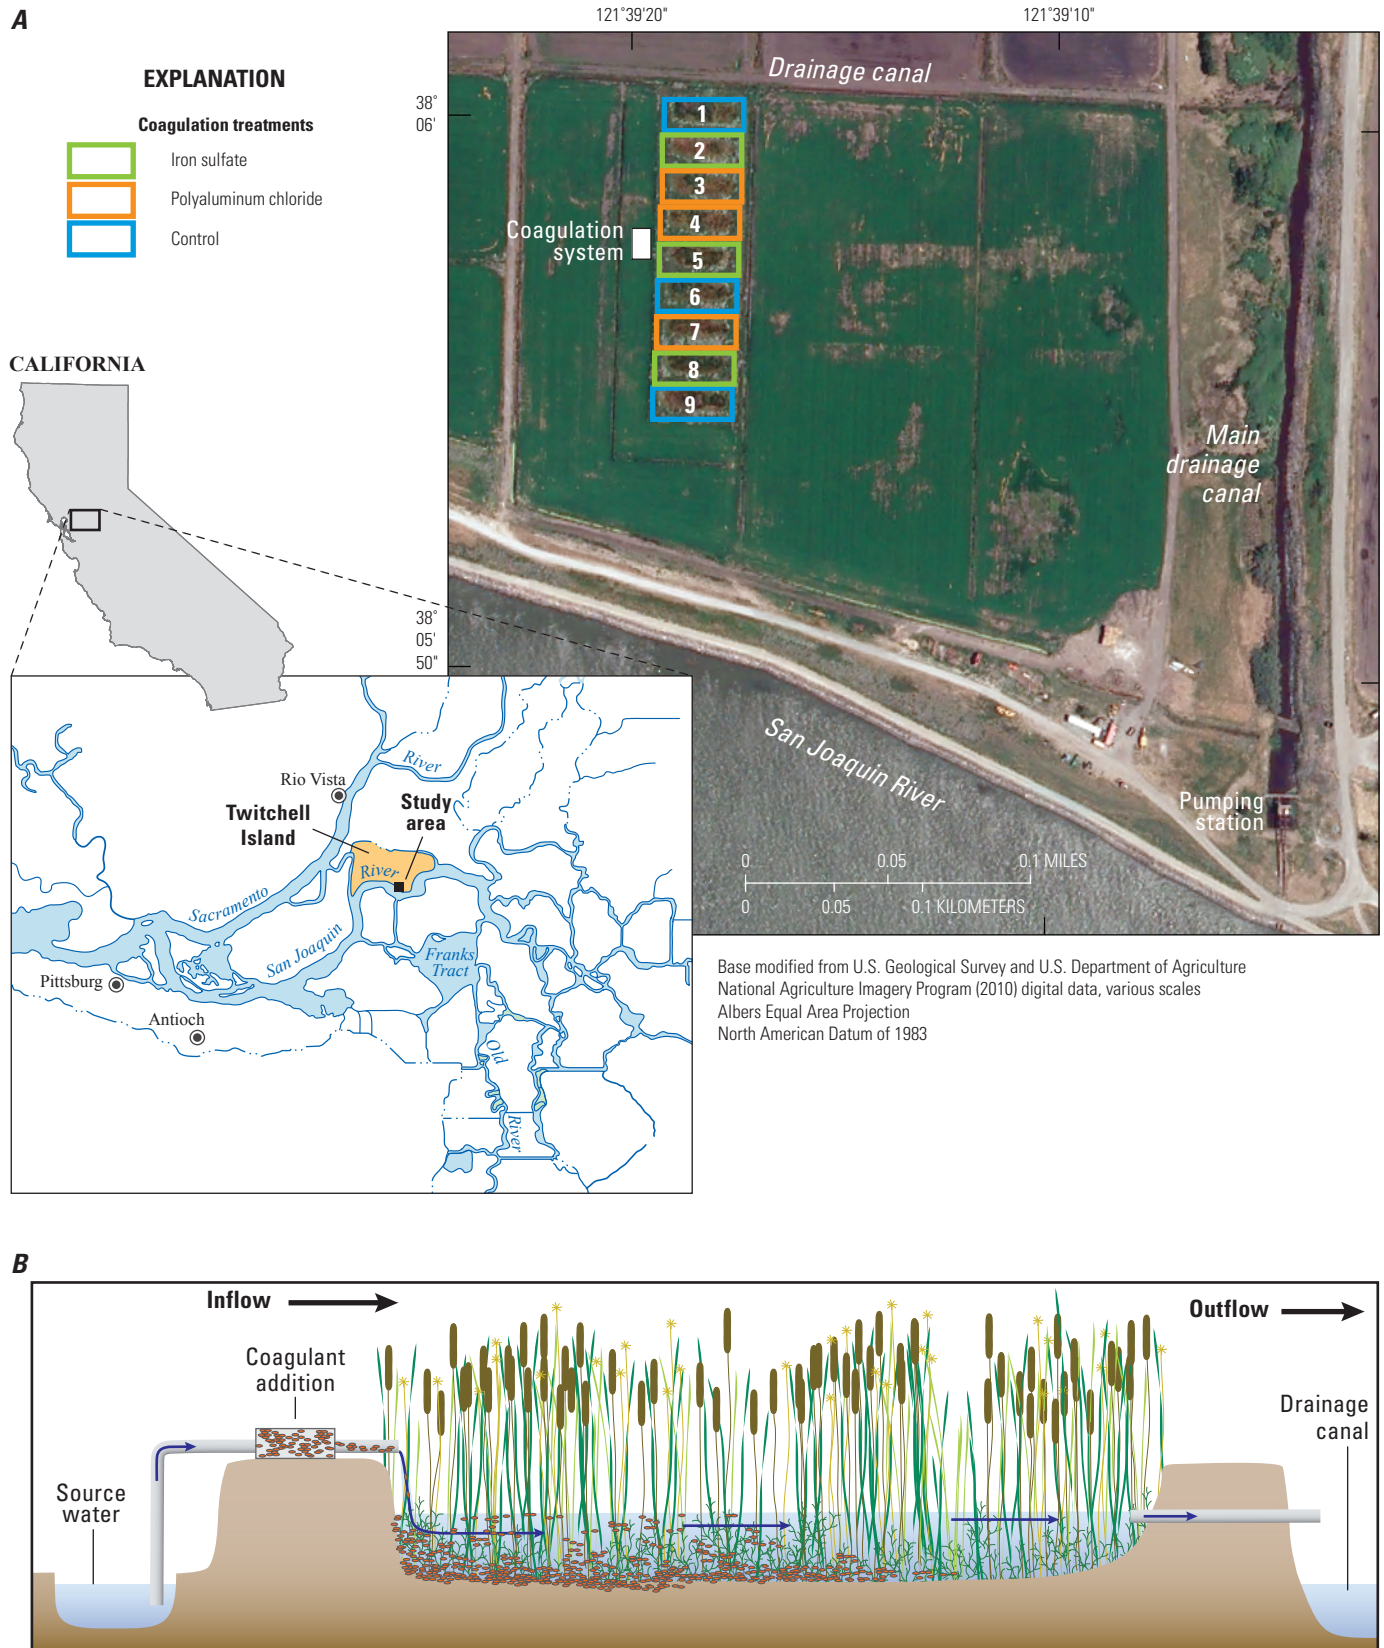 A
121°39'20"
121°39'10"
EXPLANATION
Coagulation treatments
Iron sulfate
Polyaluminum chloride
Control
38°
06'
Drainage canal
1
2
3
4
5
6
7
8
9
Coagulation
system
Main
drainage
canal
CALIFORNIA
38°
05'
50"
San Joaquin River
Pumping
station
0 0.05 0.1 MILES
0 0.05 0.1 KILOMETERS
River
Rio Vista
Twitchell
Island
Study
area
River
Sacramento
San Joaquin
Franks
Tract
Pittsburg
Antioch
Old
River
Base modified from U.S. Geological Survey and U.S. Department of Agriculture
National Agriculture Imagery Program (2010) digital data, various scales
Albers Equal Area Projection
North American Datum of 1983
B
Inflow
Outflow
Coagulant
addition
Drainage
canal
Source
water